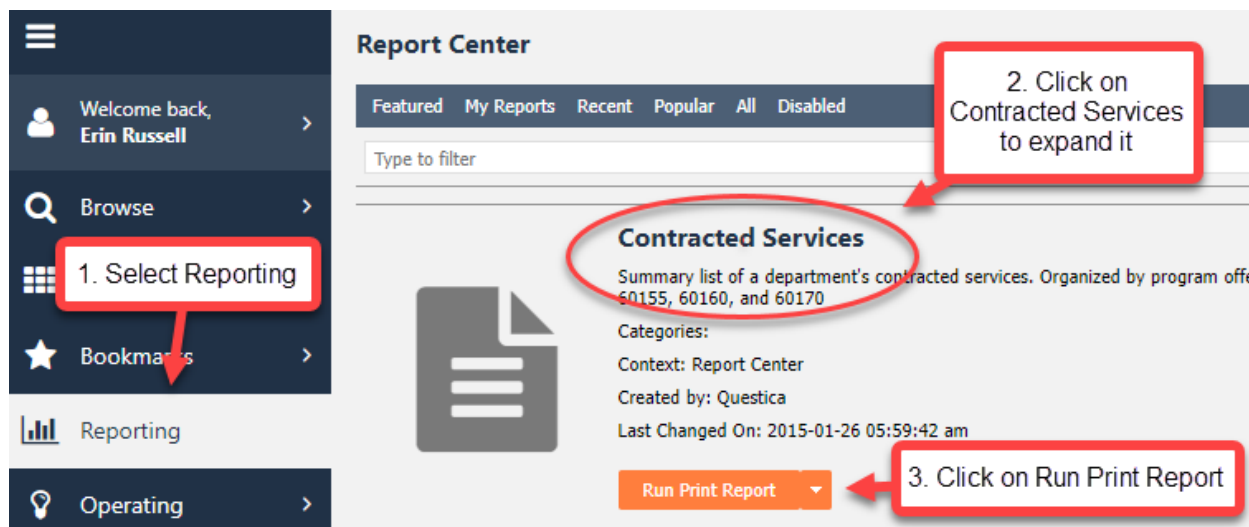 Welcome back,
Erin Russell
Browse
1. Select Reporting
Bookmarks
Reporting
Operating
Report Center
Featured My Reports Recent Popular All Disabled
Type to filter
2. Click on
Contracted Services
to expand it
Contracted Services
Summary list of a department's contracted services. Organized by program offe
60155, 60160, and 60170
Categories:
Context: Report Center
Created by: Questica
Last Changed On: 2015-01-26 05:59:42 am
Run Print Report
3. Click on Run Print Report